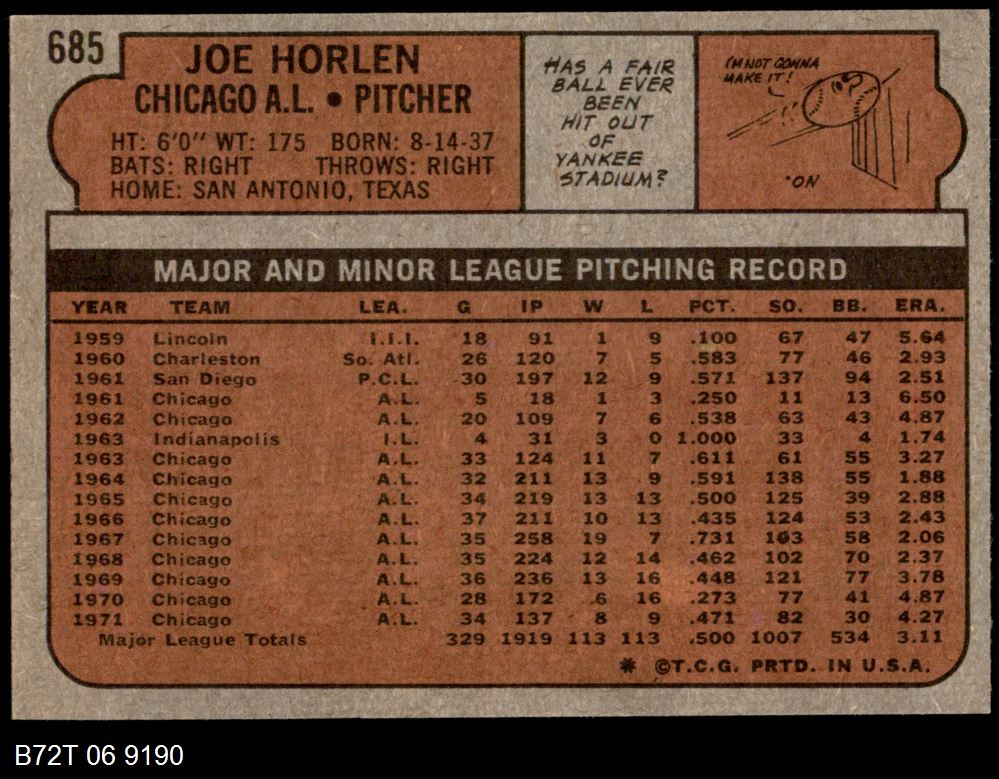 685
JOE HORLEN
CHICAGO A.L. • PITCHER
HT: 6'0" WT: 175 BORN: 8-14-37
BATS: RIGHT THROWS: RIGHT
HOME: SAN ANTONIO, TEXAS
HAS A FAIR
BALL EVER
BEEN
HIT OUT
OF
YANKEE
STADIUM?
I'M NOT GONNA
MAKE IT!
"ON
MAJOR AND MINOR LEAGUE PITCHING RECORD
YEAR TEAM LEA. G IP W L PCT. SO. BB. ERA.
1959 Lincoln I.I.I. 18 91 1 9 .100 67 47 5.64
1960 Charleston So. Atl. 26 120 7 5 .583 77 46 2.93
1961 San Diego P.C.L. 30 197 12 9 .571 137 94 2.51
1961 Chicago A.L. 5 18 1 3 .250 11 13 6.50
1962 Chicago A.L. 20 109 7 6 .538 63 43 4.87
1963 Indianapolis I.L. 4 31 3 0 1.000 33 4 1.74
1963 Chicago A.L. 33 124 11 7 .611 61 55 3.27
1964 Chicago A.L. 32 211 13 9 .591 138 55 1.88
1965 Chicago A.L. 34 219 13 13 .500 125 39 2.88
1966 Chicago A.L. 37 211 10 13 .435 124 53 2.43
1967 Chicago A.L. 35 258 19 7 .731 103 58 2.06
1968 Chicago A.L. 35 224 12 14 .462 102 70 2.37
1969 Chicago A.L. 36 236 13 16 .448 121 77 3.78
1970 Chicago A.L. 28 172 6 16 .273 77 41 4.87
1971 Chicago A.L. 34 137 8 9 .471 82 30 4.27
Major League Totals 329 1919 113 113 .500 1007 534 3.11
* ©T.C.G. PRTD. IN U.S.A.
B72T 06 9190